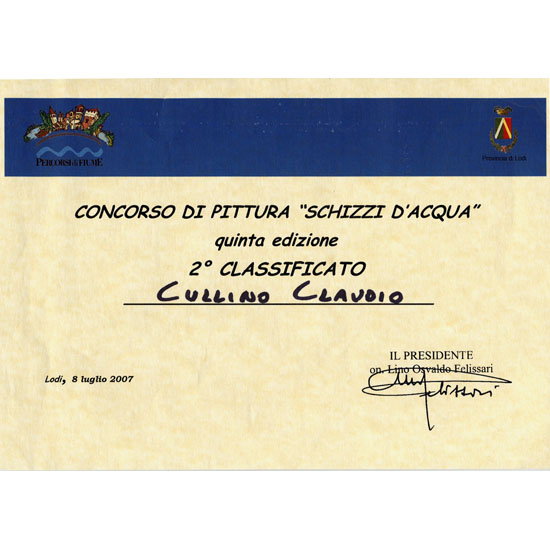 PERCORSI di FIUME
Provincia di Lodi
CONCORSO DI PITTURA "SCHIZZI D'ACQUA"
quinta edizione
2° CLASSIFICATO
CULLINO CLAUDIO
IL PRESIDENTE
on. Lino Osvaldo Felissari
Lodi, 8 luglio 2007